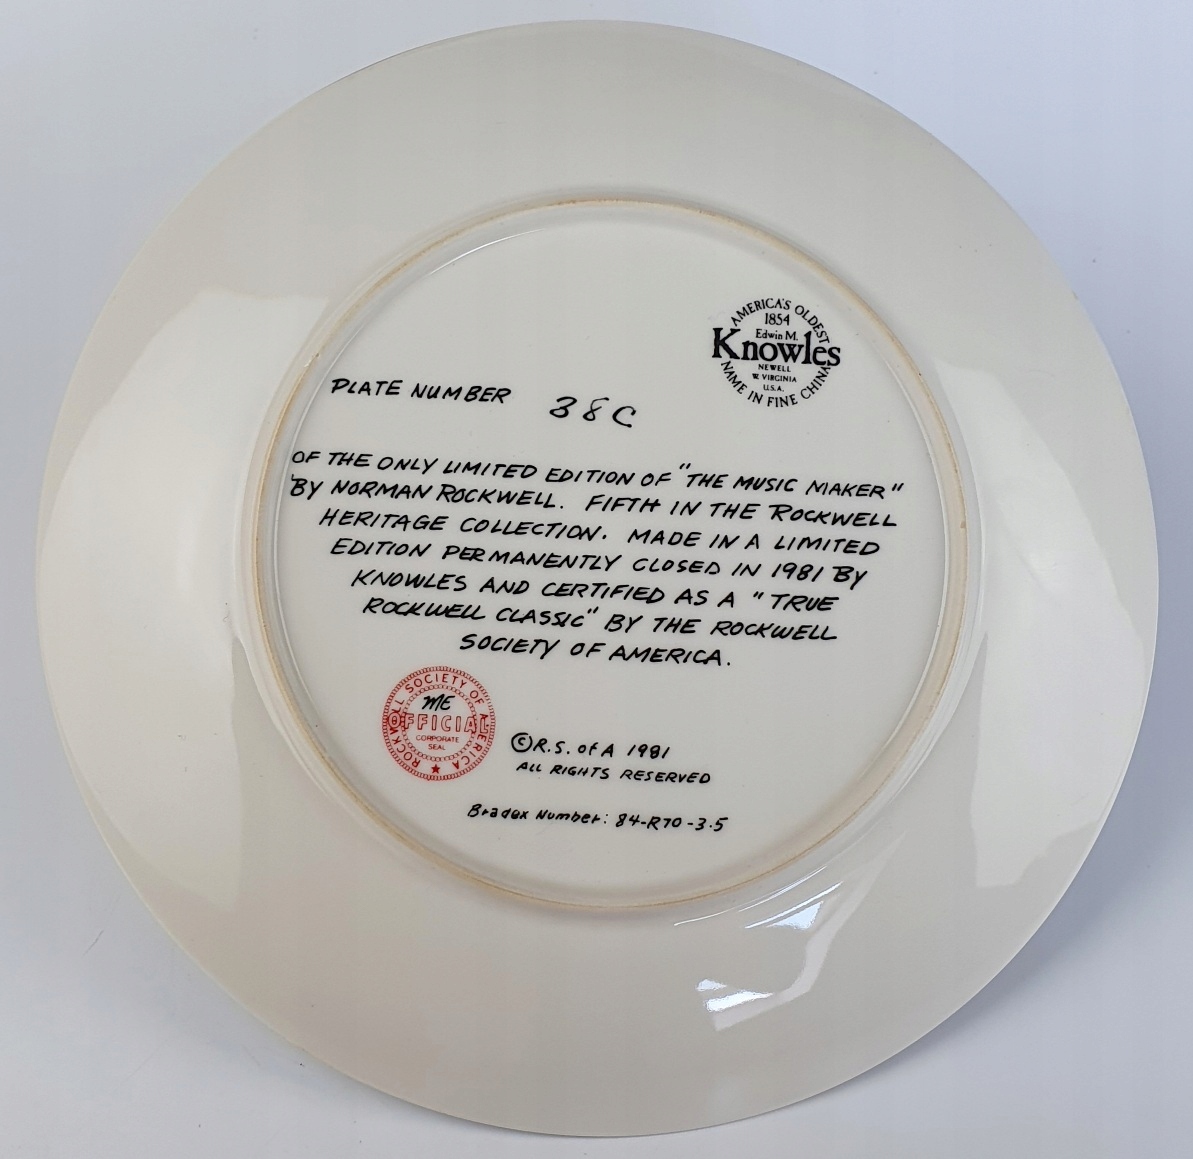 AMERICA'S OLDEST
1854
Edwin M.
Knowles
NEWELL
W. VIRGINIA
U.S.A.
NAME IN FINE CHINA
PLATE NUMBER 38C
OF THE ONLY LIMITED EDITION OF "THE MUSIC MAKER"
BY NORMAN ROCKWELL. FIFTH IN THE ROCKWELL
HERITAGE COLLECTION. MADE IN A LIMITED
EDITION PERMANENTLY CLOSED IN 1981 BY
KNOWLES AND CERTIFIED AS A "TRUE
ROCKWELL CLASSIC" BY THE ROCKWELL
SOCIETY OF AMERICA.
ROCKWELL SOCIETY OF AMERICA
ME
OFFICIAL
CORPORATE
SEAL
©R.S. of A 1981
ALL RIGHTS RESERVED
Bradex Number: 84-R70-3.5